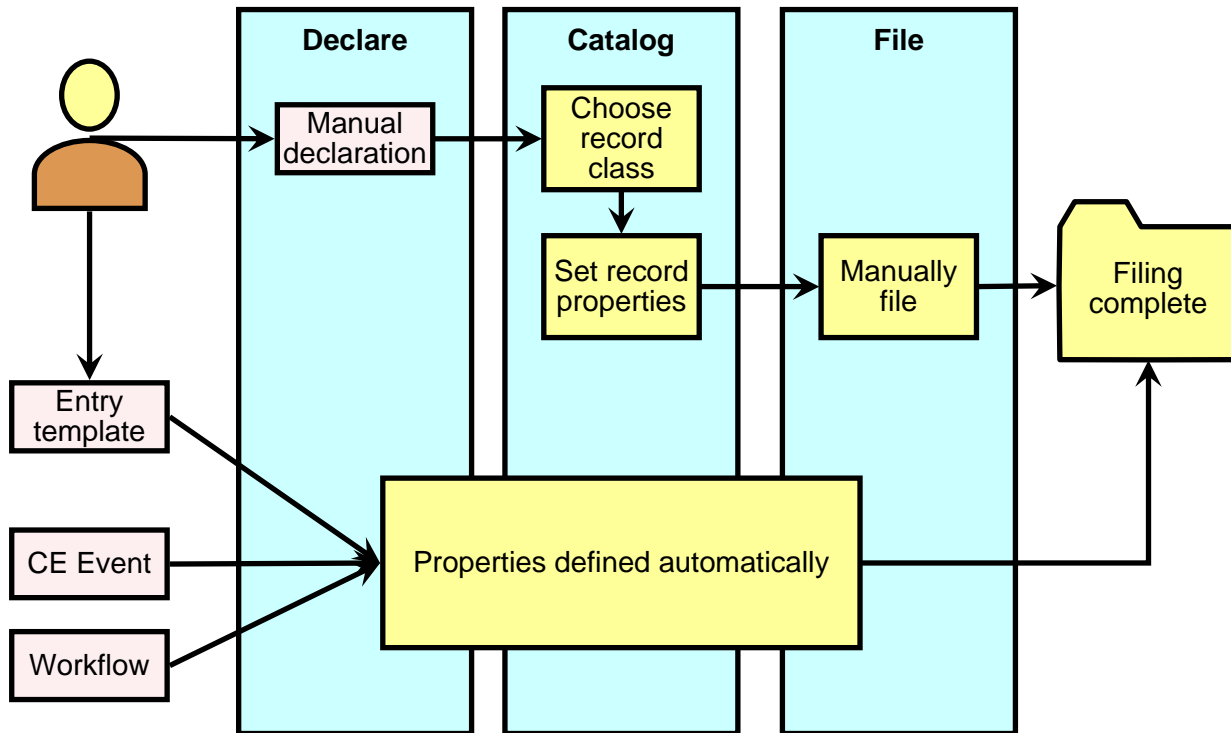 Declare
Catalog
File
Manual
declaration
Choose
record
class
Set record
properties
Manually
file
Filing
complete
Entry
template
CE Event
Properties defined automatically
Workflow